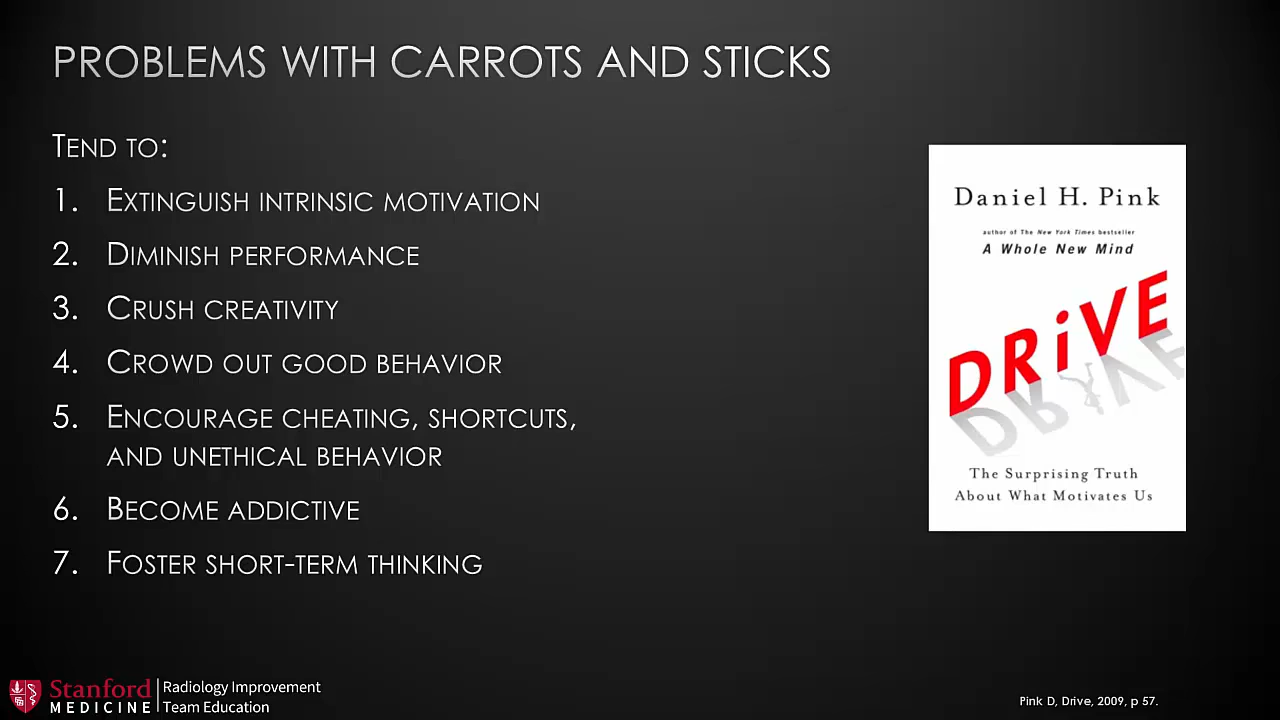 PROBLEMS WITH CARROTS AND STICKS
TEND TO:
1. EXTINGUISH INTRINSIC MOTIVATION
2. DIMINISH PERFORMANCE
3. CRUSH CREATIVITY
4. CROWD OUT GOOD BEHAVIOR
5. ENCOURAGE CHEATING, SHORTCUTS,
AND UNETHICAL BEHAVIOR
6. BECOME ADDICTIVE
7. FOSTER SHORT-TERM THINKING
Daniel H. Pink
author of The New York Times bestseller
A Whole New Mind
DRiVE
The Surprising Truth
About What Motivates Us
Stanford
MEDICINE
Radiology Improvement
Team Education
Pink D, Drive, 2009, p 57.